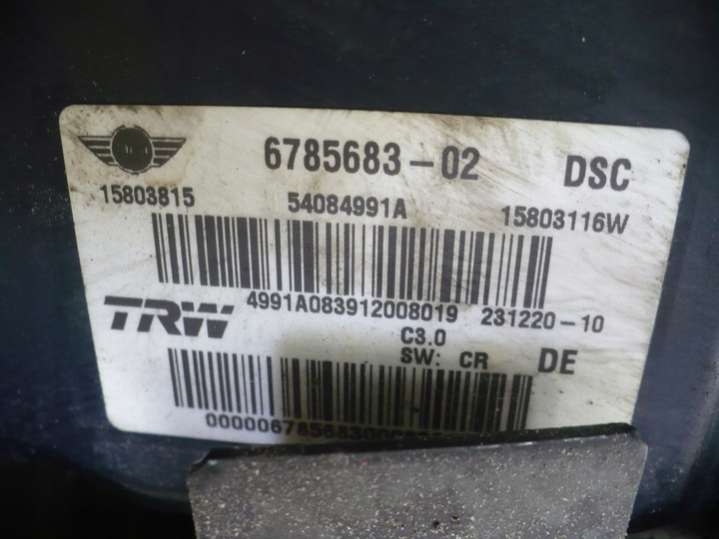 6785683-02 DSC
15803815 54084991A 15803116W
TRW 4991A083912008019 231220-10
C3.0
SW: CR DE